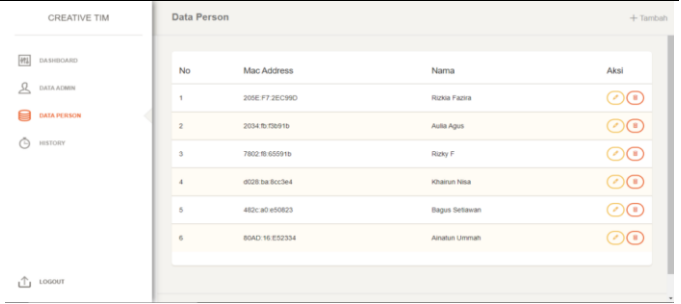 CREATIVE TIM
Data Person
+ Tambah
DASHBOARD
DATA ADMIN
DATA PERSON
HISTORY
LOGOUT
No Mac Address Nama Aksi
1 205E:F7:2EC99D Rizkia Fazira
2 2034:fb:f3b91b Aulia Agus
3 7802:f8:65591b Rizky F
4 d028:ba:8cc3e4 Khairun Nisa
5 482c:a0:e50823 Bagus Setiawan
6 80AD:16:E52334 Ainatun Ummah